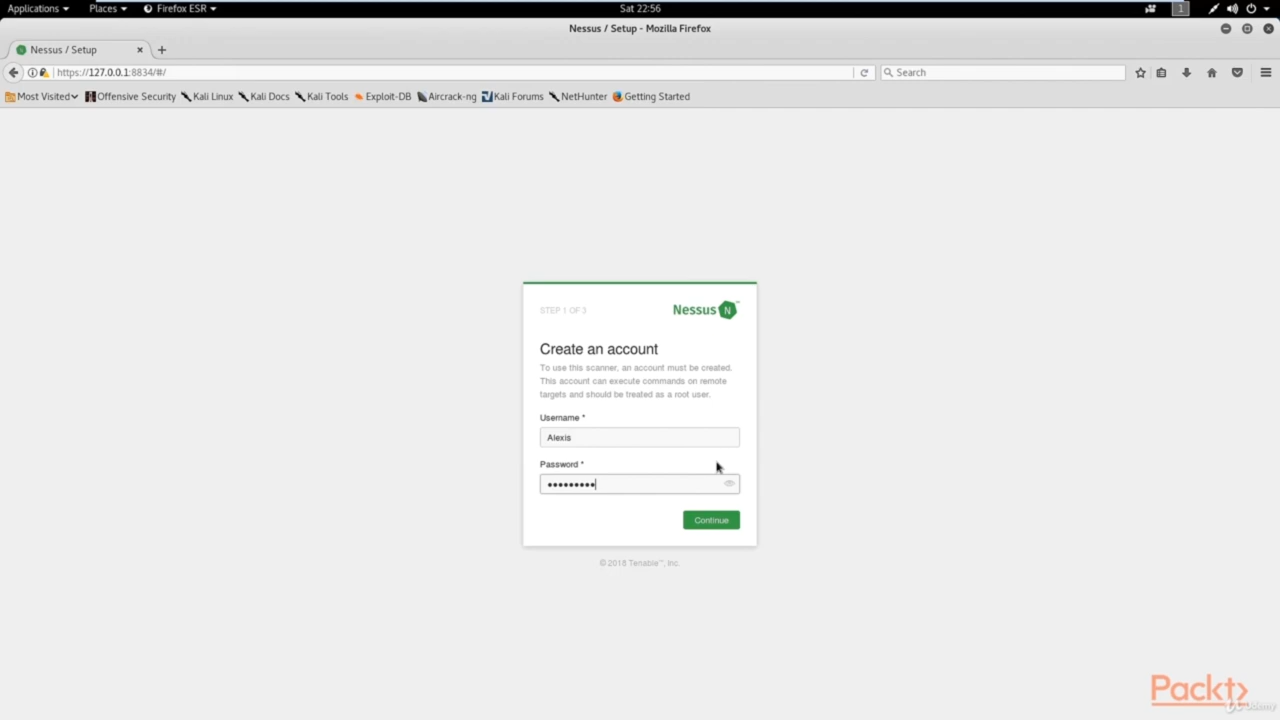 Applications Places Firefox ESR Sat 22:56 1
Nessus / Setup - Mozilla Firefox
Nessus / Setup
https://127.0.0.1:8834/#/ Search
Most Visited Offensive Security Kali Linux Kali Docs Kali Tools Exploit-DB Aircrack-ng Kali Forums NetHunter Getting Started
STEP 1 OF 3 Nessus N
Create an account
To use this scanner, an account must be created.
This account can execute commands on remote
targets and should be treated as a root user.
Username *
Alexis
Password *
•••••••••
Continue
© 2018 Tenable™, Inc.
Packt>
Udemy